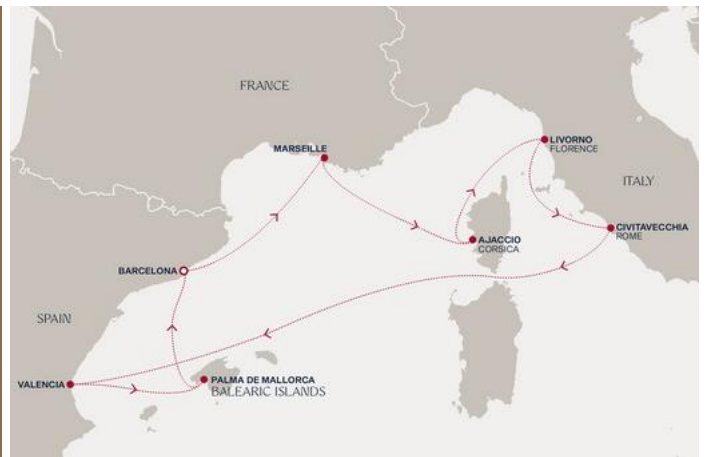 FRANCE
MARSEILLE
LIVORNO
FLORENCE
ITALY
CIVITAVECCHIA
ROME
AJACCIO
CORSICA
BARCELONA
SPAIN
VALENCIA
PALMA DE MALLORCA
BALEARIC ISLANDS